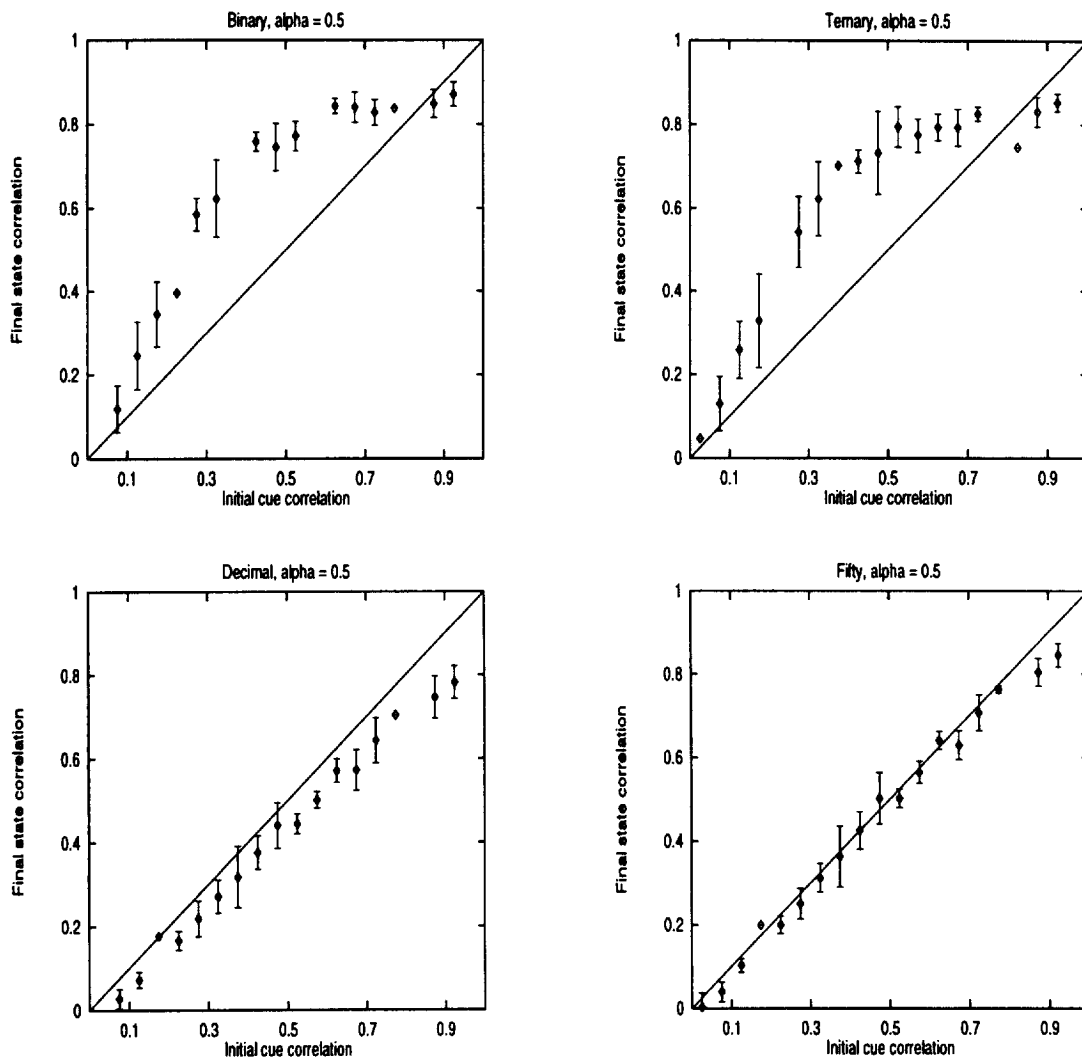 Binary, alpha = 0.5
1
0.8
0.6
0.4
0.2
0
Final state correlation
0.1 0.3 0.5 0.7 0.9
Initial cue correlation
Ternary, alpha = 0.5
1
0.8
0.6
0.4
0.2
0
Final state correlation
0.1 0.3 0.5 0.7 0.9
Initial cue correlation
Decimal, alpha = 0.5
1
0.8
0.6
0.4
0.2
0
Final state correlation
0.1 0.3 0.5 0.7 0.9
Initial cue correlation
Fifty, alpha = 0.5
1
0.8
0.6
0.4
0.2
0
Final state correlation
0.1 0.3 0.5 0.7 0.9
Initial cue correlation